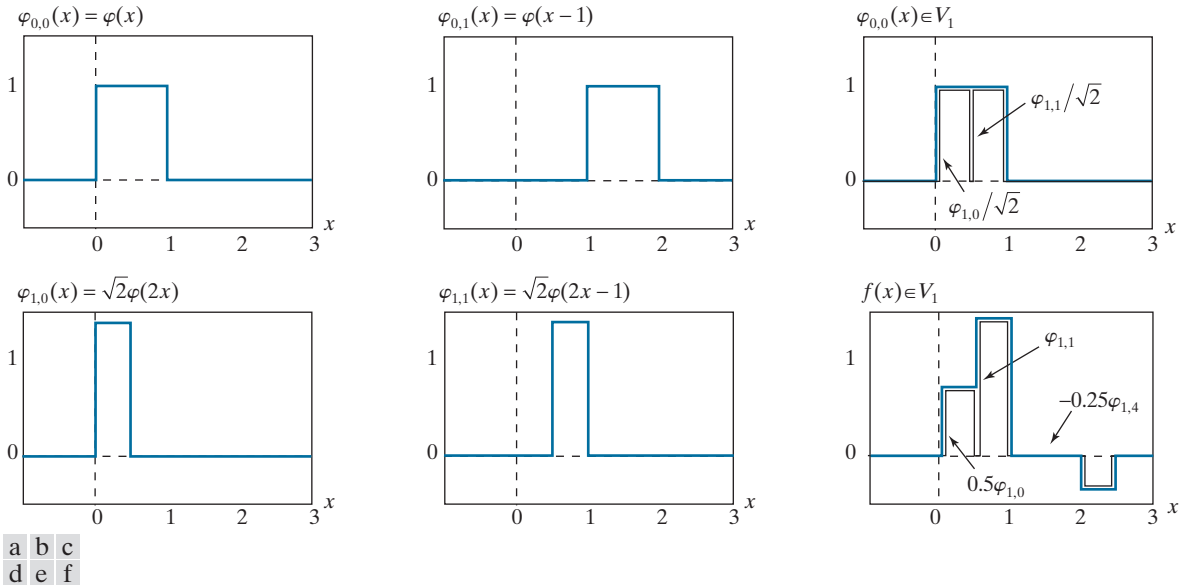 φ₀,₀(x) = φ(x)
1
0
0 1 2 3 x
φ₀,₁(x) = φ(x − 1)
1
0
0 1 2 3 x
φ₀,₀(x) ∈ V₁
1
0
φ₁,₁/√2
φ₁,₀/√2
0 1 2 3 x
φ₁,₀(x) = √2φ(2x)
1
0
0 1 2 3 x
φ₁,₁(x) = √2φ(2x − 1)
1
0
0 1 2 3 x
f(x) ∈ V₁
1
0
φ₁,₁
−0.25φ₁,₄
0.5φ₁,₀
0 1 2 3 x
a b c
d e f